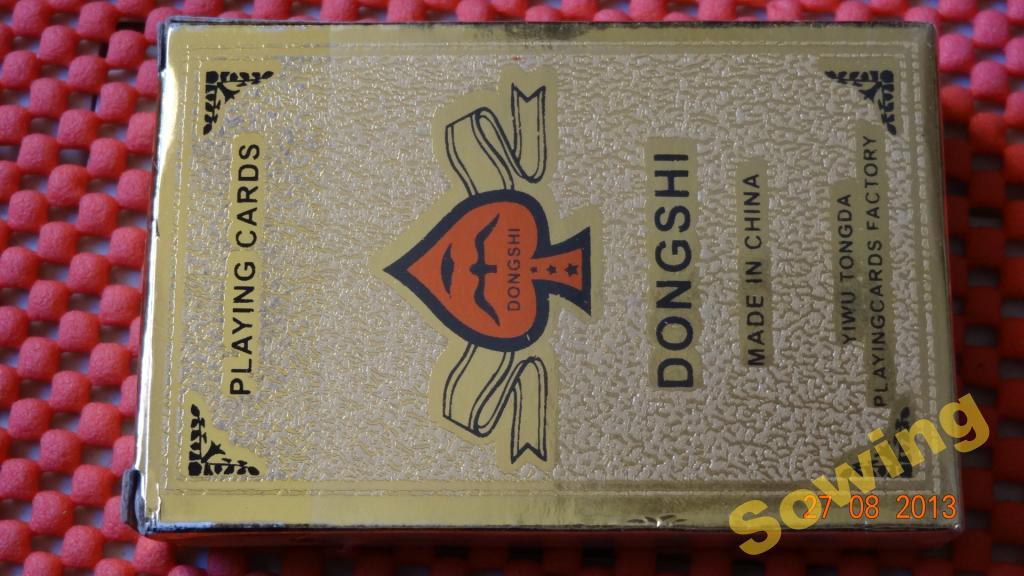 PLAYING CARDS
DONGSHI
DONGSHI
MADE IN CHINA
YIWU TONGDA
PLAYINGCARDS FACTORY
Sowing
27 08 2013